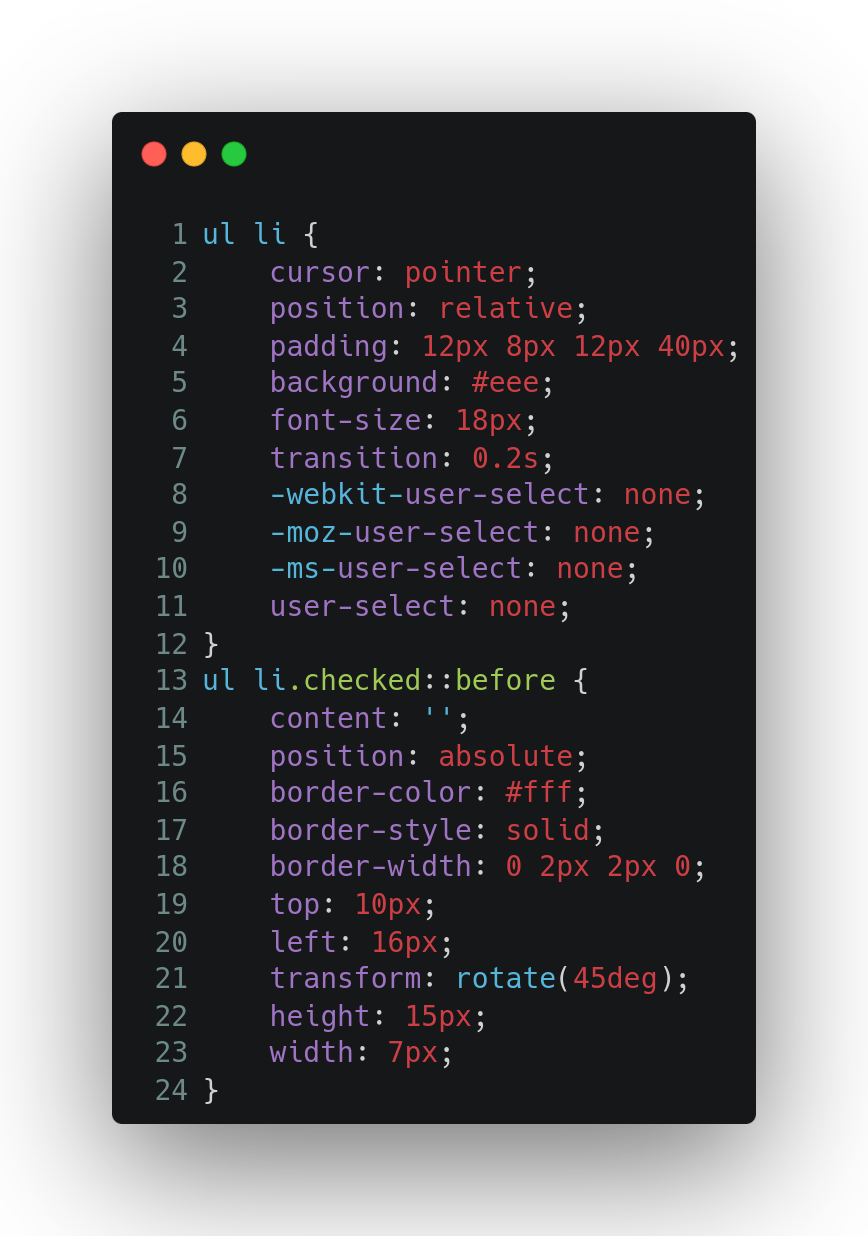 1 ul li {
2     cursor: pointer;
3     position: relative;
4     padding: 12px 8px 12px 40px;
5     background: #eee;
6     font-size: 18px;
7     transition: 0.2s;
8     -webkit-user-select: none;
9     -moz-user-select: none;
10     -ms-user-select: none;
11     user-select: none;
12 }
13 ul li.checked::before {
14     content: '';
15     position: absolute;
16     border-color: #fff;
17     border-style: solid;
18     border-width: 0 2px 2px 0;
19     top: 10px;
20     left: 16px;
21     transform: rotate(45deg);
22     height: 15px;
23     width: 7px;
24 }